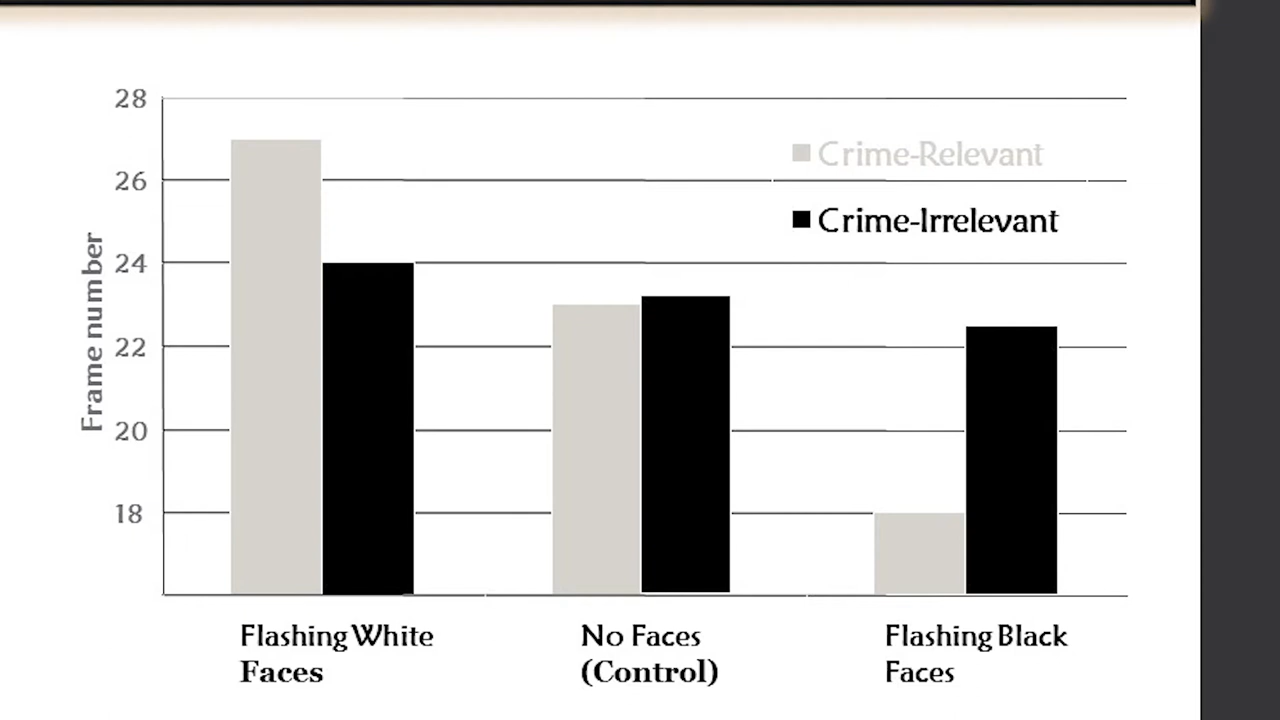 28
Crime-Relevant
26
Crime-Irrelevant
24
22
20
18
Frame number
Flashing White
Faces
No Faces
(Control)
Flashing Black
Faces